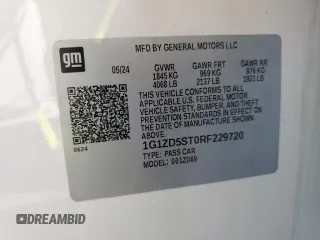 gm
MFD BY GENERAL MOTORS LLC
05/24 GVWR GAWR FRT GAWR RR
1845 KG 969 KG 876 KG
4068 LB 2137 LB 1931 LB
THIS VEHICLE CONFORMS TO ALL APPLICABLE
U.S. FEDERAL MOTOR VEHICLE
SAFETY, BUMPER, AND THEFT
PREVENTION STANDARDS IN EFFECT
ON THE DATE OF MANUFACTURE
SHOWN ABOVE.
8624
1G1ZD5ST0RF229720
TYPE: PASS CAR
MODEL: 001ZD69
DREAMBID